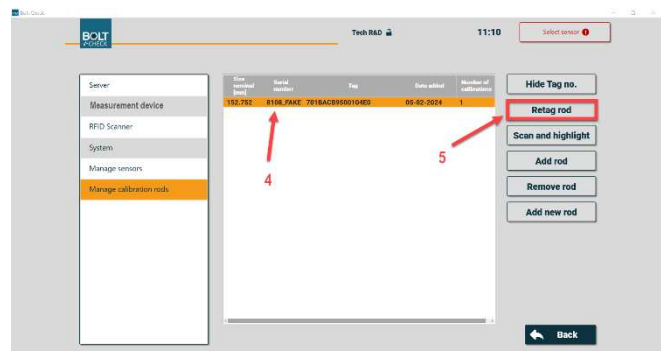 Bolt Check
BOLT
CHECK
Tech R&D
11:10
Select sensor
Server
Measurement device
RFID Scanner
System
Manage sensors
Manage calibration rods
Size nominal [mm]
Serial number
Tag
Date added
Number of calibrations
152.752 8108_FAKE 781BACB9500104E0 05-02-2024 1
4
5
Hide Tag no.
Retag rod
Scan and highlight
Add rod
Remove rod
Add new rod
Back